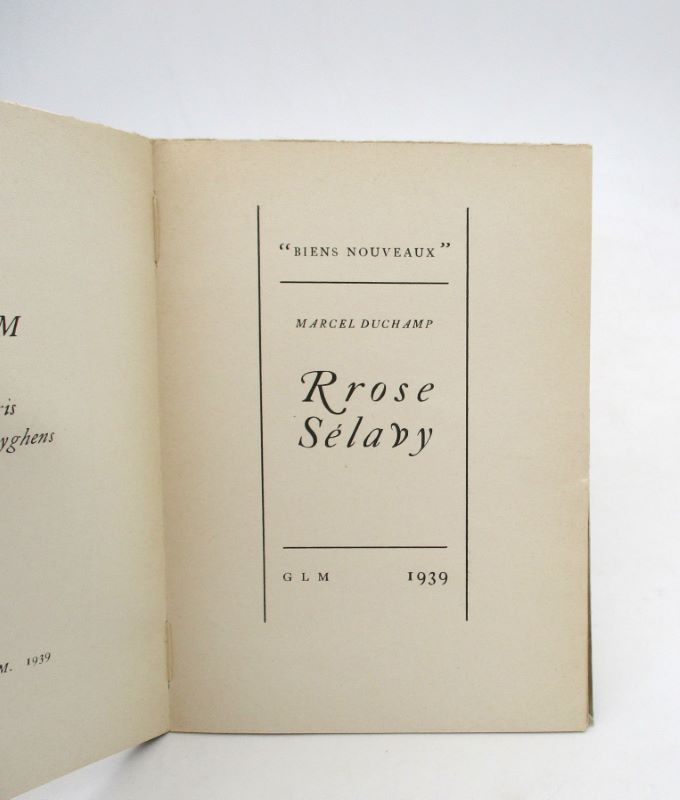 M
ris
yghens
M. 1939
“BIENS NOUVEAUX”
MARCEL DUCHAMP
Rrose
Sélavy
GLM 1939